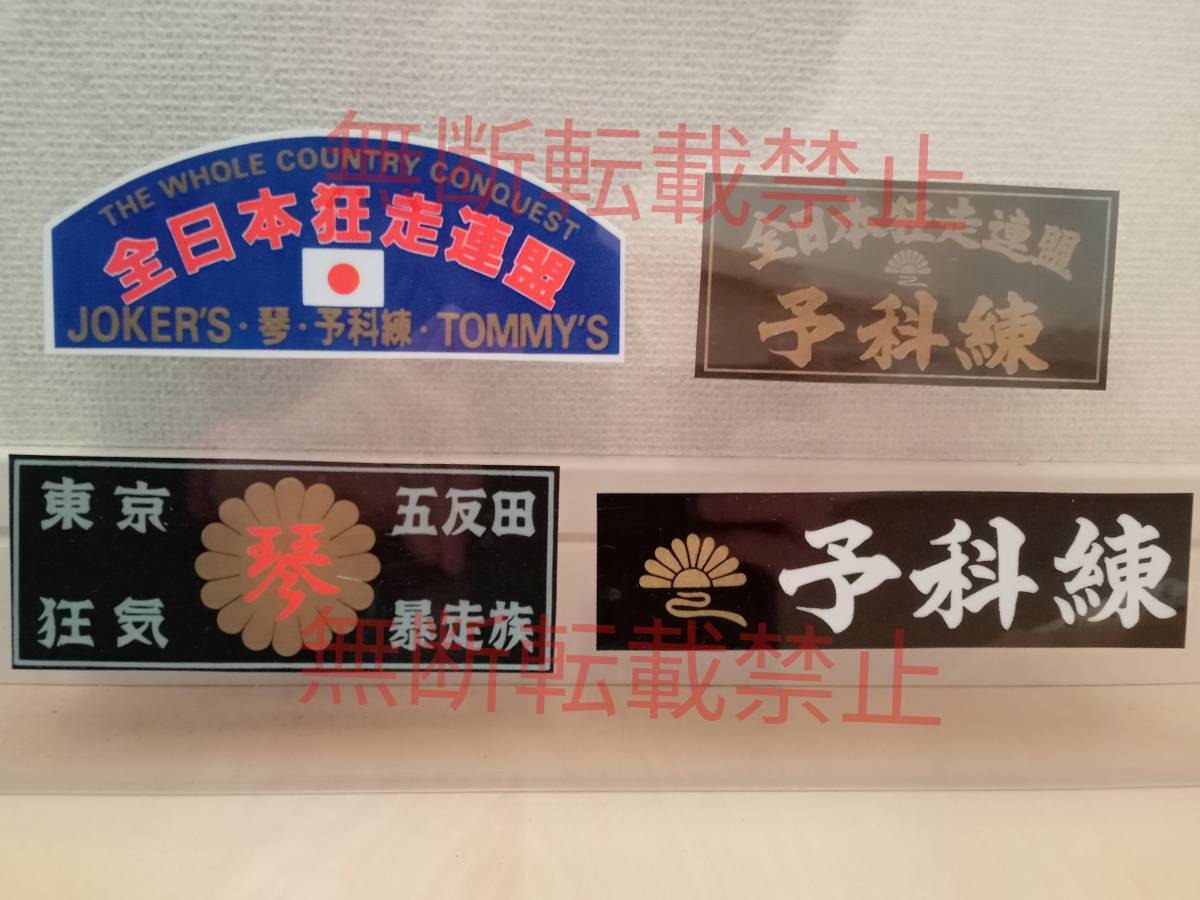 無断転載禁止
THE WHOLE COUNTRY CONQUEST
全日本狂走連盟
JOKER'S・琴・予科練・TOMMY'S
全日本狂走連盟
予科練
東京
五反田
琴
狂気
暴走族
予科練
無断転載禁止